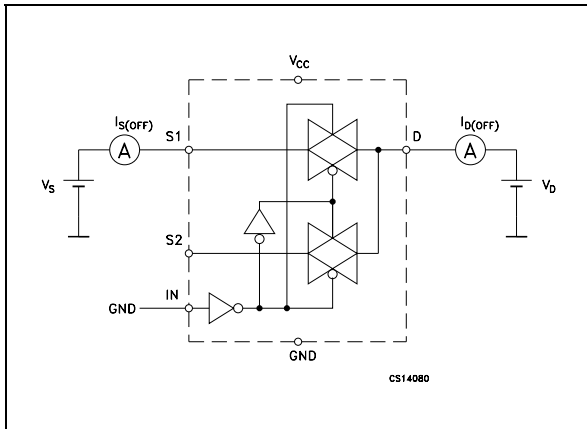 VCC
IS(OFF)
S1
D
ID(OFF)
A
A
VS
VD
S2
IN
GND
GND
CS14080